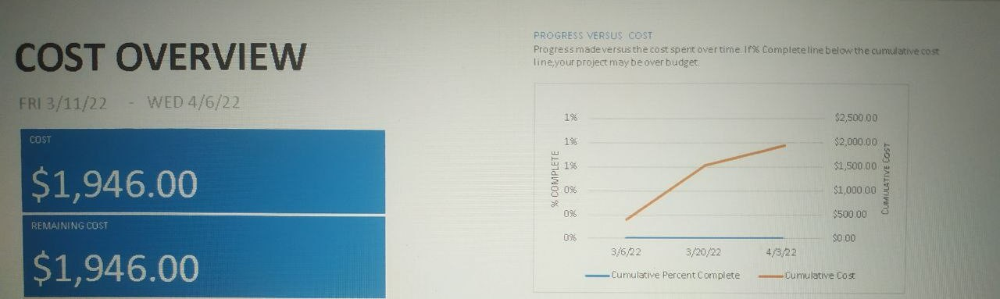 COST OVERVIEW
FRI 3/11/22 - WED 4/6/22
COST
$1,946.00
REMAINING COST
$1,946.00
PROGRESS VERSUS COST
Progress made versus the cost spent over time. If % Complete line below the cumulative cost
line, your project may be over budget.
1% $2,500.00
1% $2,000.00
1% $1,500.00
0% $1,000.00
0% $500.00
0% $0.00
% COMPLETE
CUMULATIVE COST
3/6/22 3/20/22 4/3/22
Cumulative Percent Complete Cumulative Cost